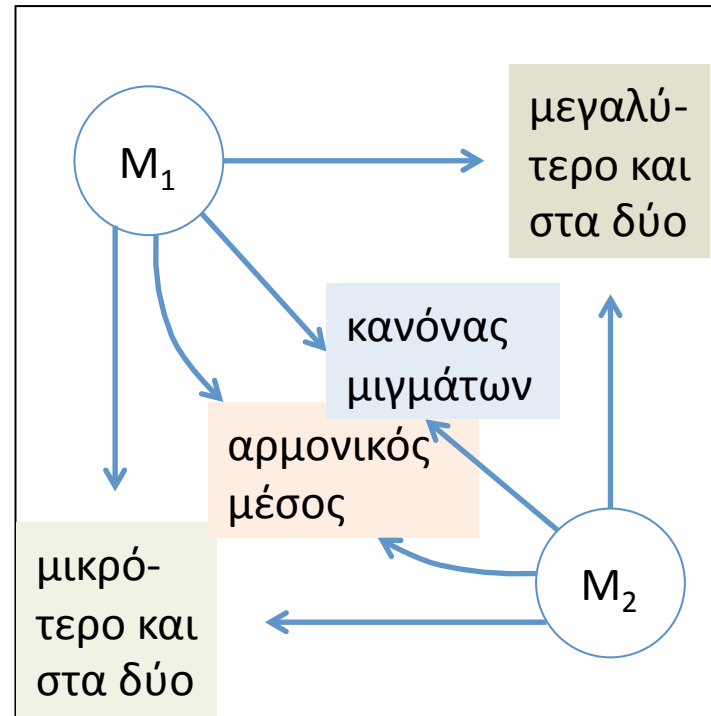 M₁
μεγαλύ-
τερο και
στα δύο
κανόνας
μιγμάτων
αρμονικός
μέσος
μικρό-
τερο και
στα δύο
M₂